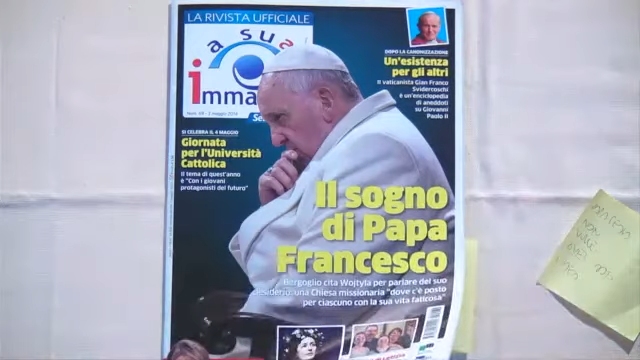 LA RIVISTA UFFICIALE
a sua
imma
DOPO LA CANONIZZAZIONE
Un'esistenza
per gli altri
Il vaticanista Gian Franco
Svidercoschi
è un'enciclopedia
di aneddoti
su Giovanni
Paolo II
SI CELEBRA IL 4 MAGGIO
Giornata
per l'Università
Cattolica
Il tema di quest'anno
è "Con i giovani
protagonisti del futuro"
Il sogno
di Papa
Francesco
Bergoglio cita Wojtyla per parlare del suo
desiderio: una Chiesa missionaria "dove c'è posto
per ciascuno con la sua vita faticosa"